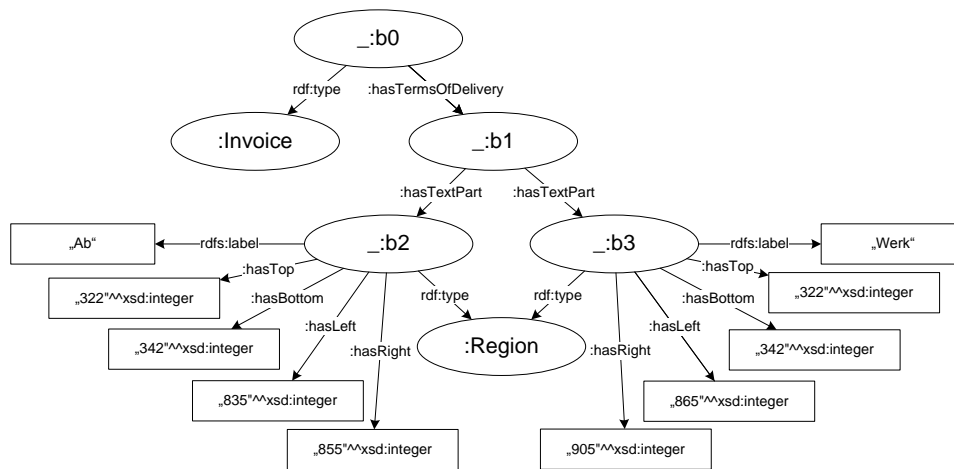 _:b0
rdf:type
:hasTermsOfDelivery
:Invoice
_:b1
:hasTextPart
:hasTextPart
„Ab“
rdfs:label
_:b2
_:b3
rdfs:label
„Werk“
:hasTop
:hasTop
„322"^^xsd:integer
rdf:type
rdf:type
„322"^^xsd:integer
:hasBottom
:hasBottom
:hasLeft
:hasLeft
„342"^^xsd:integer
:hasRight
:Region
:hasRight
„342"^^xsd:integer
„835"^^xsd:integer
„865"^^xsd:integer
„855"^^xsd:integer
„905"^^xsd:integer